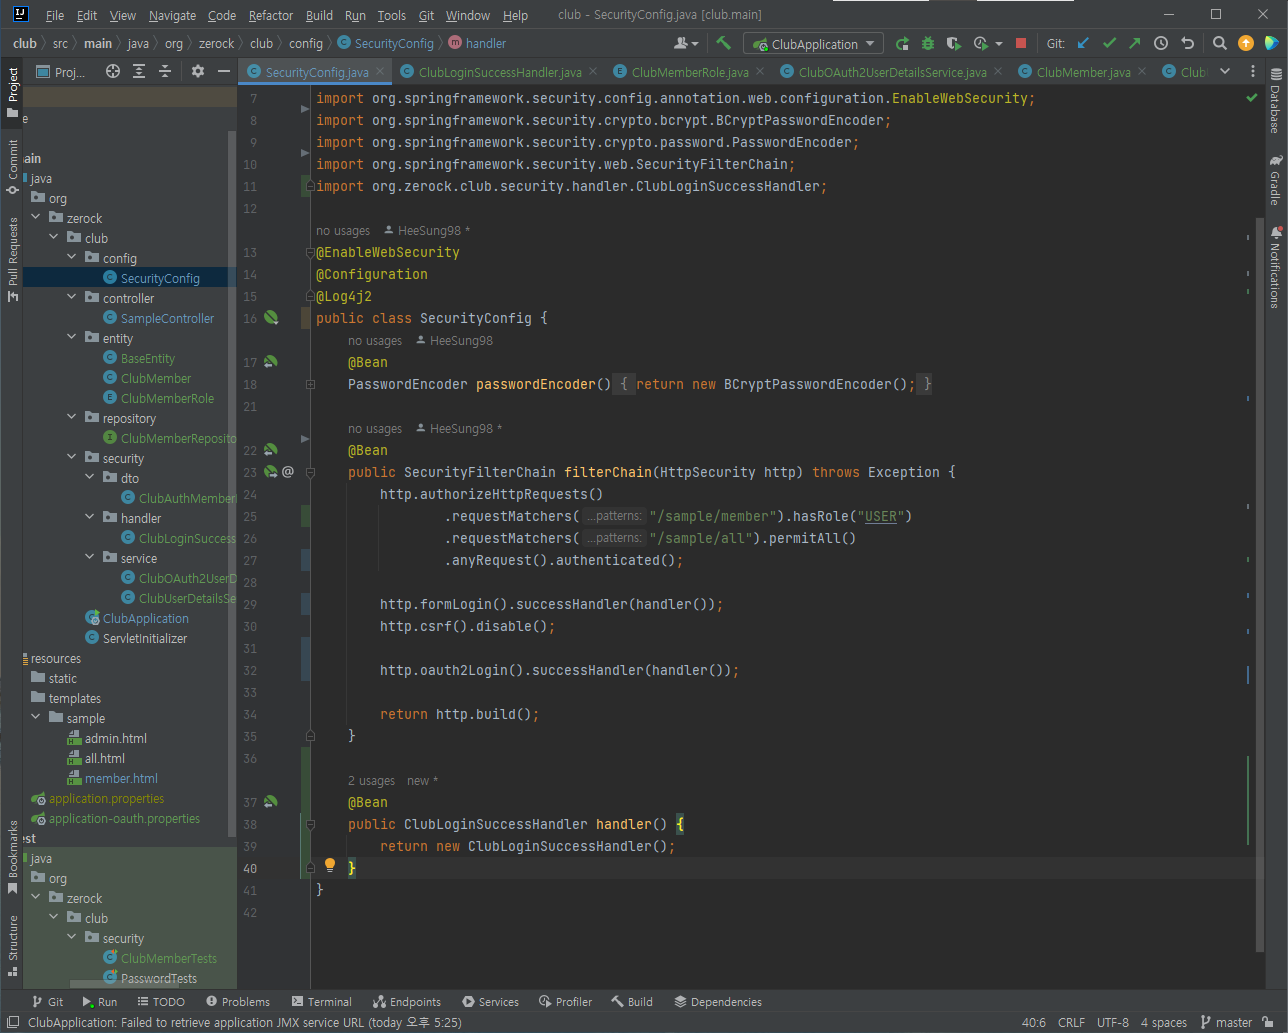 File Edit View Navigate Code Refactor Build Run Tools Git Window Help club - SecurityConfig.java [club.main]
club src main java org zerock club config SecurityConfig handler ClubApplication Git:
Proj... SecurityConfig.java ClubLoginSuccessHandler.java ClubMemberRole.java ClubOAuth2UserDetailsService.java ClubMember.java Club
Project
Commit
Pull Requests
Bookmarks
Structure
e
ain
java
org
zerock
club
config
SecurityConfig
controller
SampleController
entity
BaseEntity
ClubMember
ClubMemberRole
repository
ClubMemberReposito
security
dto
ClubAuthMember
handler
ClubLoginSuccess
service
ClubOAuth2UserD
ClubUserDetailsSe
ClubApplication
ServletInitializer
resources
static
templates
sample
admin.html
all.html
member.html
application.properties
application-oauth.properties
est
java
org
zerock
club
security
ClubMemberTests
PasswordTests
7 import org.springframework.security.config.annotation.web.configuration.EnableWebSecurity;
8 import org.springframework.security.crypto.bcrypt.BCryptPasswordEncoder;
9 import org.springframework.security.crypto.password.PasswordEncoder;
10 import org.springframework.security.web.SecurityFilterChain;
11 import org.zerock.club.security.handler.ClubLoginSuccessHandler;
12
no usages HeeSung98 *
13 @EnableWebSecurity
14 @Configuration
15 @Log4j2
16 public class SecurityConfig {
no usages HeeSung98
17 @Bean
18 PasswordEncoder passwordEncoder() { return new BCryptPasswordEncoder(); }
21
no usages HeeSung98 *
22 @Bean
23 @ public SecurityFilterChain filterChain(HttpSecurity http) throws Exception {
24 http.authorizeHttpRequests()
25 .requestMatchers( ...patterns: "/sample/member").hasRole("USER")
26 .requestMatchers( ...patterns: "/sample/all").permitAll()
27 .anyRequest().authenticated();
28
29 http.formLogin().successHandler(handler());
30 http.csrf().disable();
31
32 http.oauth2Login().successHandler(handler());
33
34 return http.build();
35 }
36
2 usages new *
37 @Bean
38 public ClubLoginSuccessHandler handler() {
39 return new ClubLoginSuccessHandler();
40 }
41 }
42
Database
Gradle
Notifications
Git Run TODO Problems Terminal Endpoints Services Profiler Build Dependencies
ClubApplication: Failed to retrieve application JMX service URL (today 오후 5:25) 40:6 CRLF UTF-8 4 spaces master